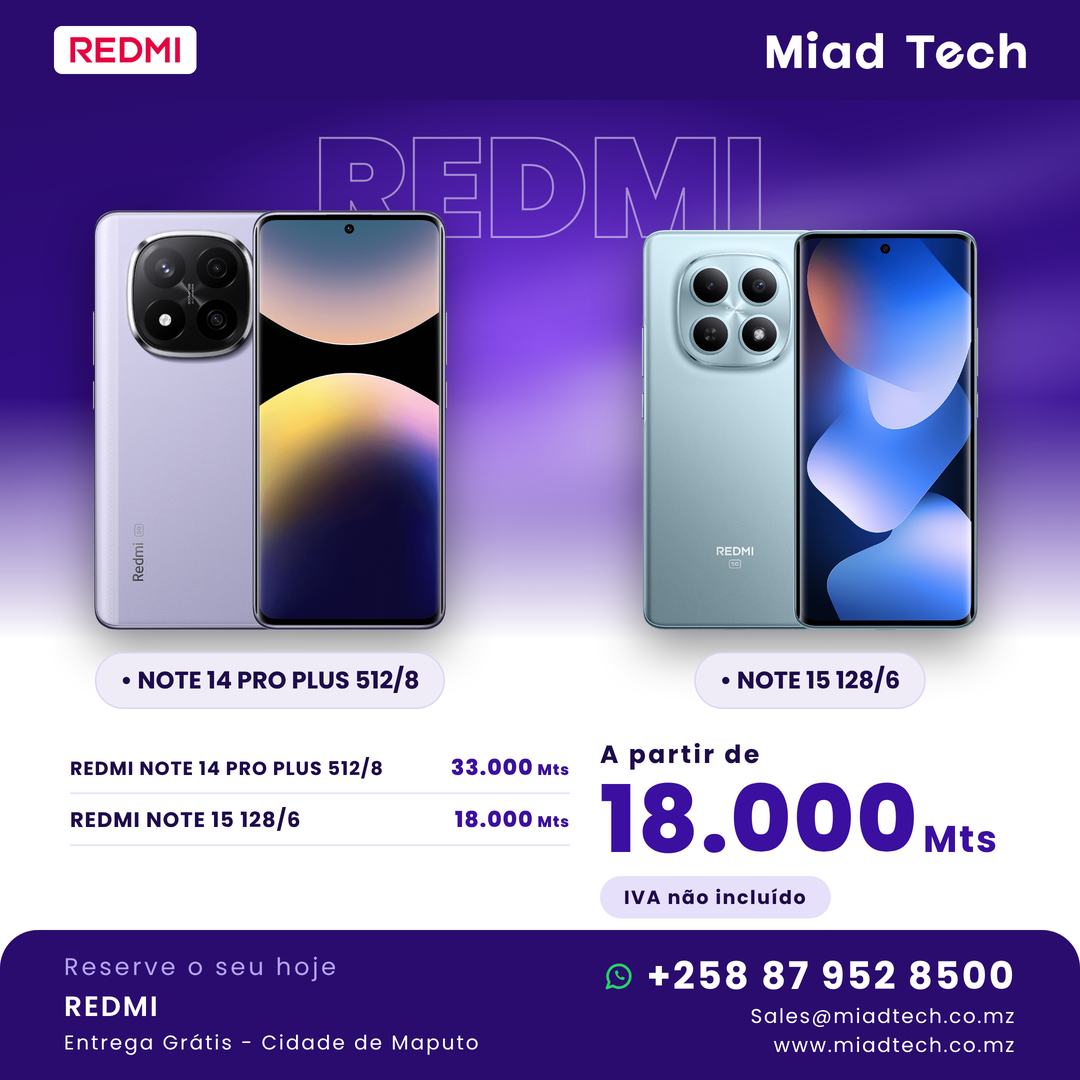 REDMI
Miad Tech
REDMI
Redmi 5G
REDMI
5G
• NOTE 14 PRO PLUS 512/8
• NOTE 15 128/6
REDMI NOTE 14 PRO PLUS 512/8 33.000 Mts
REDMI NOTE 15 128/6 18.000 Mts
A partir de
18.000 Mts
IVA não incluído
Reserve o seu hoje
REDMI
Entrega Grátis - Cidade de Maputo
+258 87 952 8500
Sales@miadtech.co.mz
www.miadtech.co.mz